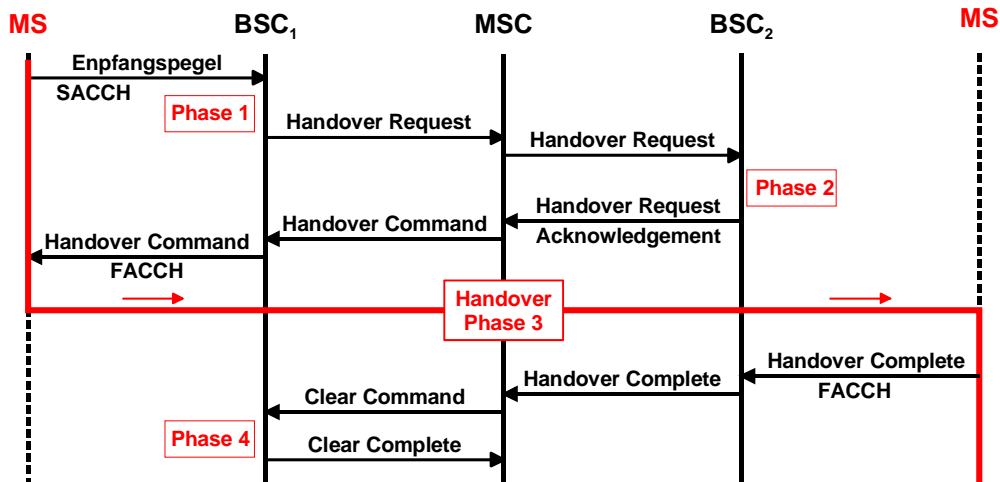 MS BSC₁ MSC BSC₂ MS
Enpfangspegel
SACCH
Phase 1
Handover Request
Handover Request
Phase 2
Handover Request
Acknowledgement
Handover Command
Handover Command
FACCH
Handover
Phase 3
Handover Complete
FACCH
Handover Complete
Clear Command
Phase 4
Clear Complete